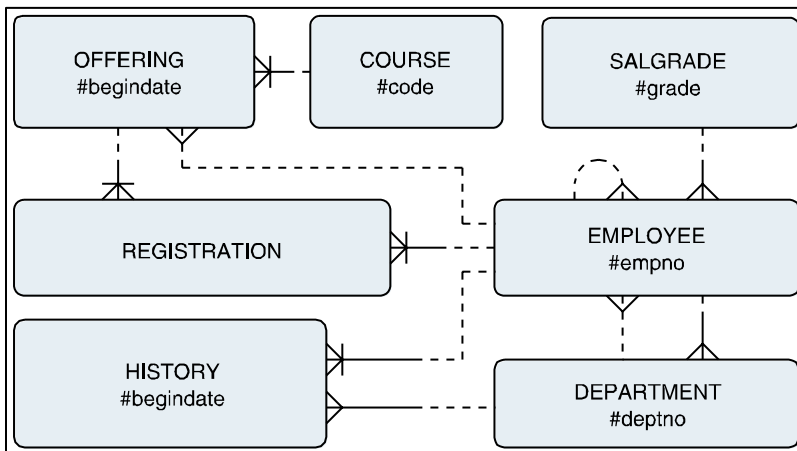 OFFERING
#begindate
COURSE
#code
SALGRADE
#grade
REGISTRATION
EMPLOYEE
#empno
HISTORY
#begindate
DEPARTMENT
#deptno